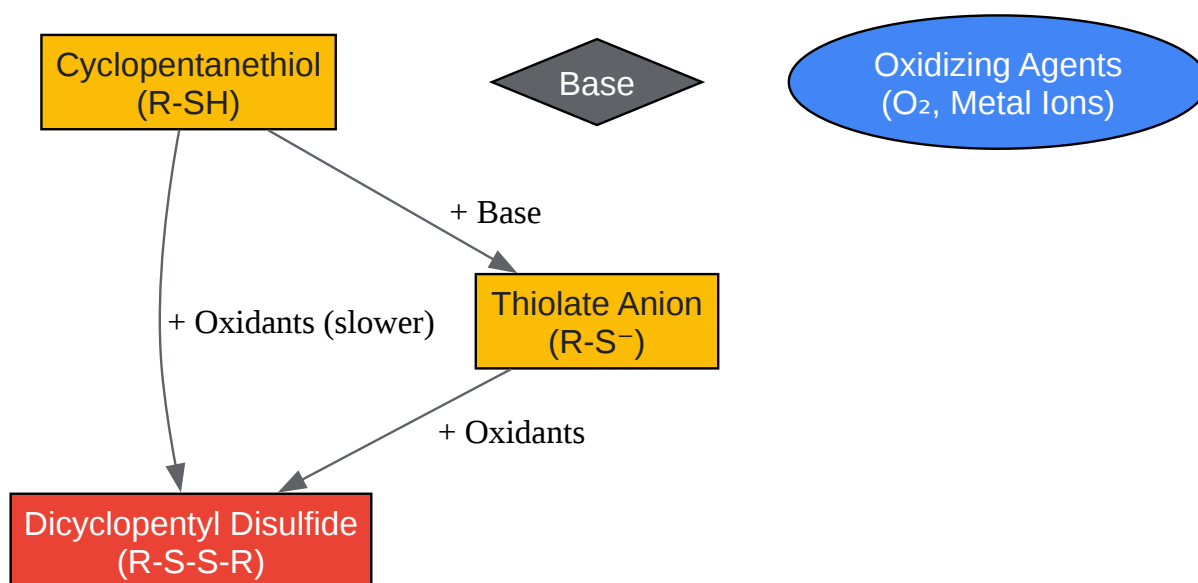 Cyclopentanethiol
(R-SH)
Base
Oxidizing Agents
(O₂, Metal Ions)
+ Base
Thiolate Anion
(R-S⁻)
+ Oxidants (slower)
+ Oxidants
Dicyclopentyl Disulfide
(R-S-S-R)